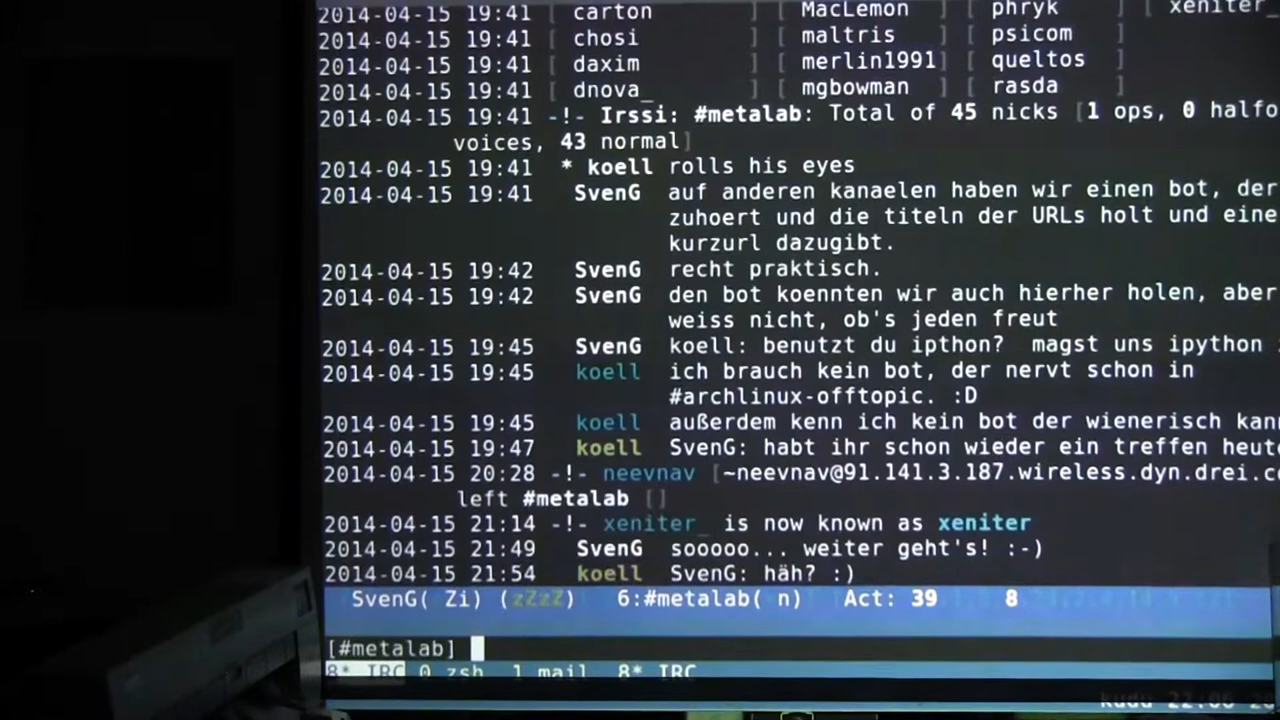 2014-04-15 19:41 [ carton ] [ MacLemon ] [ phryk ] [ xeniter_
2014-04-15 19:41 [ chosi ] [ maltris ] [ psicom ]
2014-04-15 19:41 [ daxim ] [ merlin1991] [ queltos ]
2014-04-15 19:41 [ dnova_ ] [ mgbowman ] [ rasda ]
2014-04-15 19:41 -!- Irssi: #metalab: Total of 45 nicks [1 ops, 0 halfo
voices, 43 normal]
2014-04-15 19:41 * koell rolls his eyes
2014-04-15 19:41 SvenG auf anderen kanaelen haben wir einen bot, der
zuhoert und die titeln der URLs holt und eine
kurzurl dazugibt.
2014-04-15 19:42 SvenG recht praktisch.
2014-04-15 19:42 SvenG den bot koennten wir auch hierher holen, aber
weiss nicht, ob's jeden freut
2014-04-15 19:45 SvenG koell: benutzt du ipthon? magst uns ipython
2014-04-15 19:45 koell ich brauch kein bot, der nervt schon in
#archlinux-offtopic. :D
2014-04-15 19:45 koell außerdem kenn ich kein bot der wienerisch kan
2014-04-15 19:47 koell SvenG: habt ihr schon wieder ein treffen heut
2014-04-15 20:28 -!- neevnav [~neevnav@91.141.3.187.wireless.dyn.drei.c
left #metalab []
2014-04-15 21:14 -!- xeniter_ is now known as xeniter
2014-04-15 21:49 SvenG sooooo... weiter geht's! :-)
2014-04-15 21:54 koell SvenG: häh? :)
SvenG( Zi) (zZzZ) 6:#metalab( n) Act: 39 8
[#metalab]
8* IRC 0 zsh 1 mail 8* IRC
kudu 22:06 20